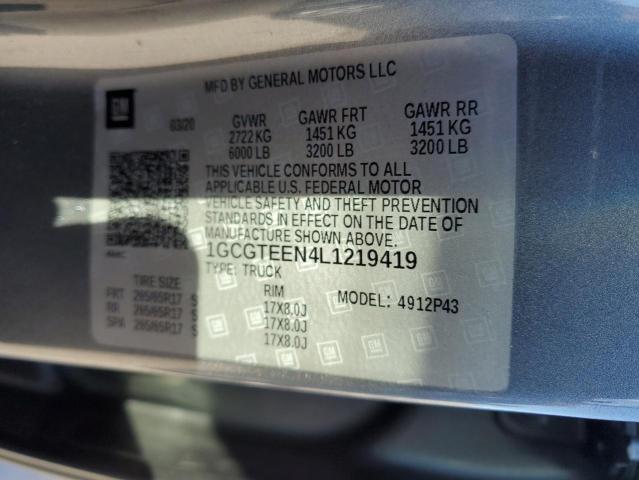 MFD BY GENERAL MOTORS LLC
GM
03/20 GVWR GAWR FRT GAWR RR
2722 KG 1451 KG 1451 KG
6000 LB 3200 LB 3200 LB
THIS VEHICLE CONFORMS TO ALL
APPLICABLE U.S. FEDERAL MOTOR
VEHICLE SAFETY AND THEFT PREVENTION
STANDARDS IN EFFECT ON THE DATE OF
MANUFACTURE SHOWN ABOVE.
1GCGTEEN4L1219419
TYPE: TRUCK
TIRE SIZE RIM MODEL: 4912P43
FRT 265/65R17 S 17X8.0J
RR 265/65R17 S 17X8.0J
SPA 265/65R17 S 17X8.0J